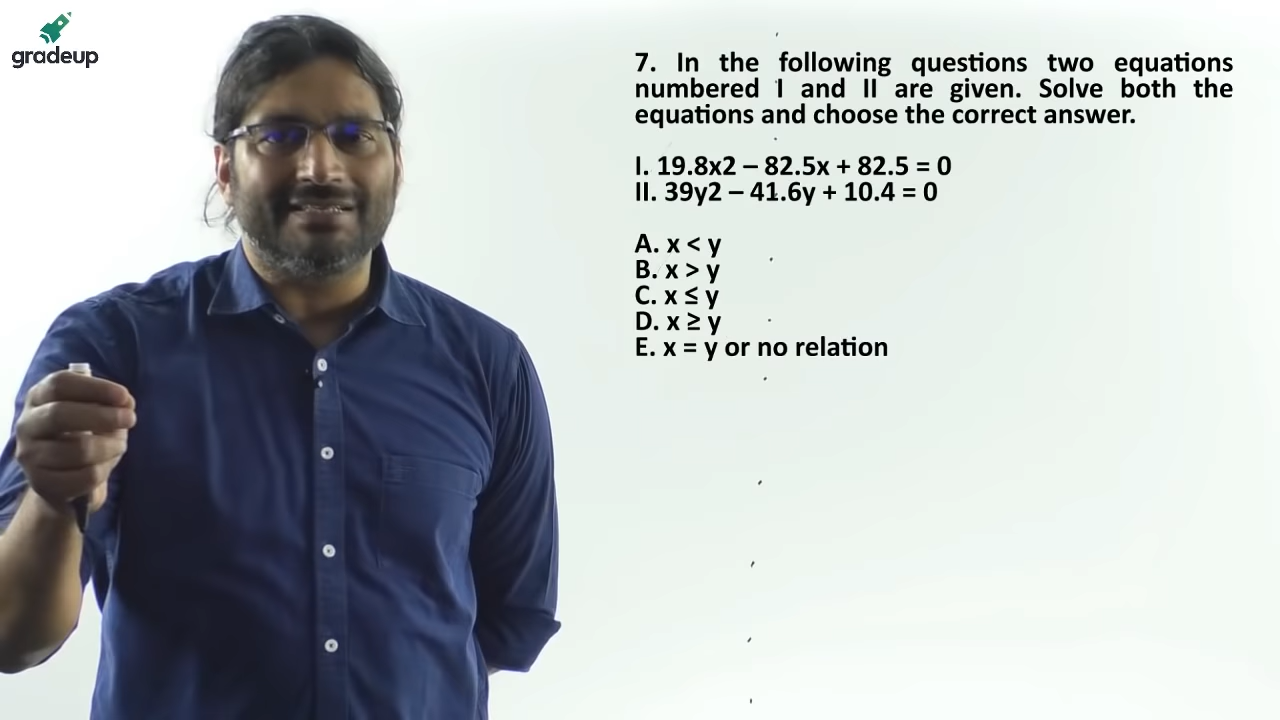 gradeup
7. In the following questions two equations
numbered I and II are given. Solve both the
equations and choose the correct answer.
I. 19.8x2 – 82.5x + 82.5 = 0
II. 39y2 – 41.6y + 10.4 = 0
A. x < y
B. x > y
C. x ≤ y
D. x ≥ y
E. x = y or no relation